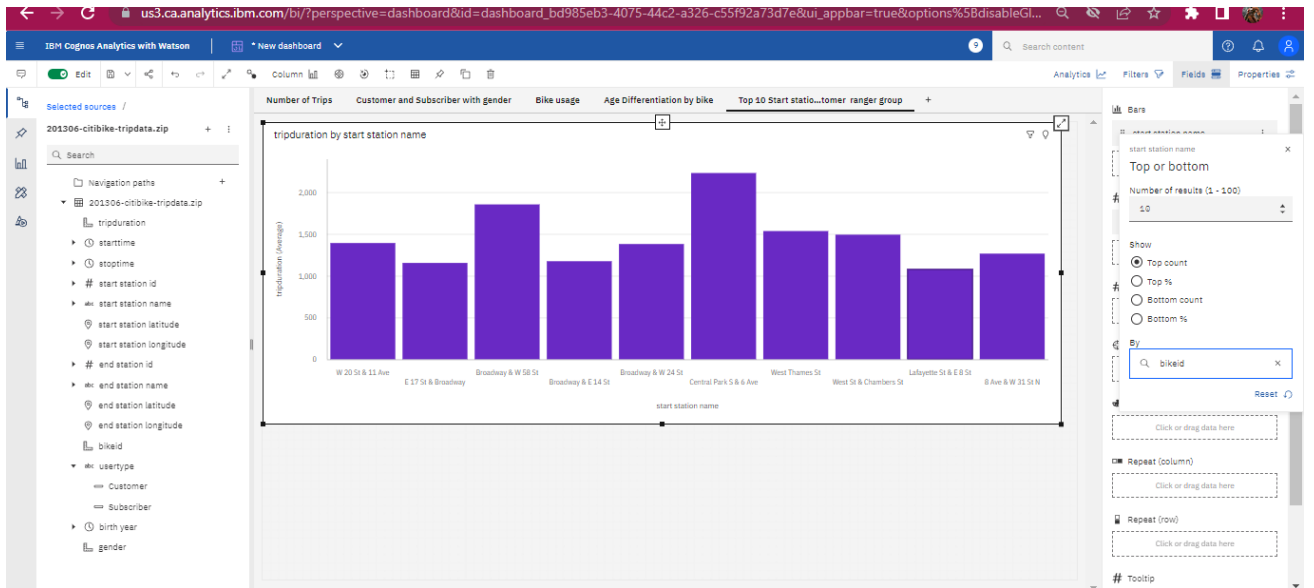 us3.ca.analytics.ibm.com/bi/?perspective=dashboard&id=dashboard_bd985eb3-4075-44c2-a326-c55f92a73d7e&ui_appbar=true&options%5BdisableGl...
IBM Cognos Analytics with Watson
* New dashboard
9
Search content
Edit
Column
Analytics
Filters
Fields
Properties
Selected sources /
201306-citibike-tripdata.zip
Search
Navigation paths
201306-citibike-tripdata.zip
tripduration
starttime
stoptime
# start station id
abc start station name
start station latitude
start station longitude
# end station id
abc end station name
end station latitude
end station longitude
bikeid
abc usertype
Customer
Subscriber
birth year
gender
Number of Trips
Customer and Subscriber with gender
Bike usage
Age Differentiation by bike
Top 10 Start statio...tomer ranger group
+
tripduration by start station name
tripduration (Average)
2,000
1,500
1,000
500
0
W 20 St & 11 Ave
E 17 St & Broadway
Broadway & W 58 St
Broadway & E 14 St
Broadway & W 24 St
Central Park S & 6 Ave
West Thames St
West St & Chambers St
Lafayette St & E 8 St
8 Ave & W 31 St N
start station name
Bars
start station name
Top or bottom
Number of results (1 - 100)
10
Show
Top count
Top %
Bottom count
Bottom %
By
bikeid
Reset
Click or drag data here
Repeat (column)
Click or drag data here
Repeat (row)
Click or drag data here
# Tooltip